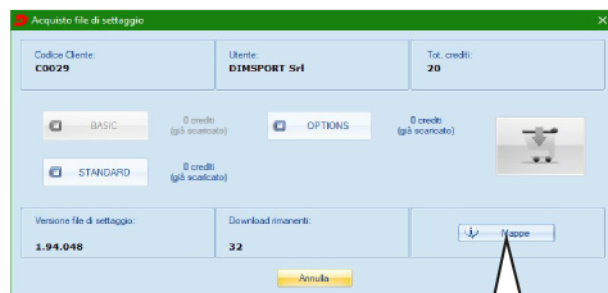 Acquisto file di settaggio
Codice Cliente:
C0029
Utente:
DIMSPORT Srl
Tot. crediti:
20
BASIC
0 crediti
(già scaricato)
OPTIONS
0 crediti
(già scaricato)
STANDARD
0 crediti
(già scaricato)
Versione file di settaggio:
1.94.048
Download rimanenti:
32
Mappe
Annulla